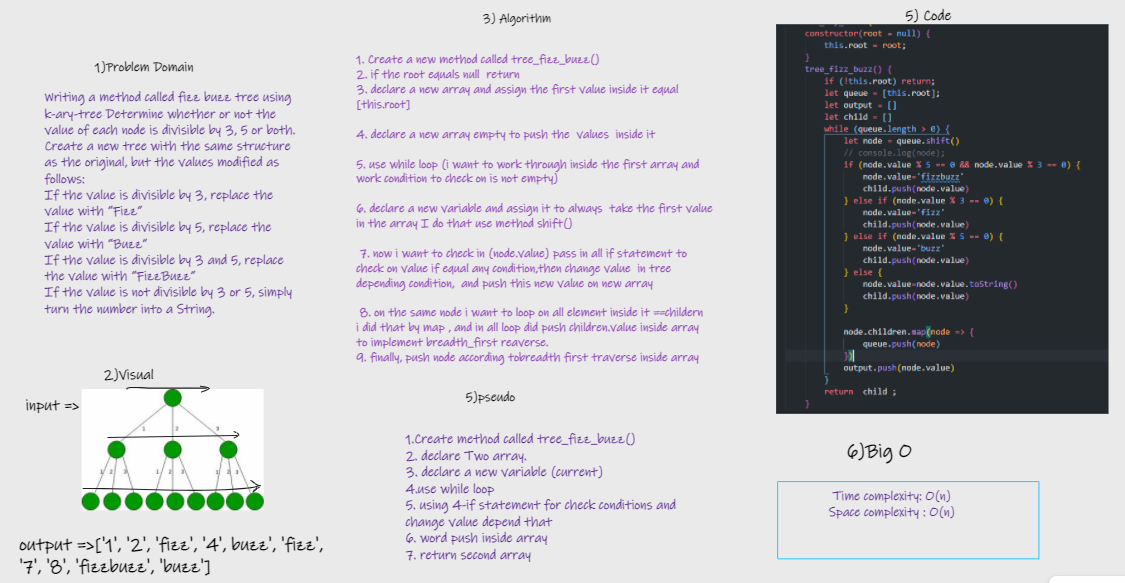 1)Problem Domain
Writing a method called fizz buzz tree using
k-ary-tree Determine whether or not the
value of each node is divisible by 3, 5 or both.
Create a new tree with the same structure
as the original, but the values modified as
follows:
If the value is divisible by 3, replace the
value with “Fizz”
If the value is divisible by 5, replace the
value with “Buzz”
If the value is divisible by 3 and 5, replace
the value with “FizzBuzz”
If the value is not divisible by 3 or 5, simply
turn the number into a String.
2)Visual
input =>
1 2 3
1 2 3 1 2 3 1 2 3
output =>['1', '2', 'fizz', '4', buzz', 'fizz',
'7', '8', 'fizzbuzz', 'buzz']
3) Algorithm
1. Create a new method called tree_fizz_buzz()
2. if the root equals null return
3. declare a new array and assign the first value inside it equal
[this.root]
4. declare a new array empty to push the values inside it
5. use while loop (i want to work through inside the first array and
work condition to check on is not empty)
6. declare a new variable and assign it to always take the first value
in the array I do that use method shift()
7. now i want to check in (node.value) pass in all if statement to
check on value if equal any condition,then change value in tree
depending condition, and push this new value on new array
8. on the same node i want to loop on all element inside it ==childern
i did that by map , and in all loop did push children.value inside array
to implement breadth_first reaverse.
9. finally, push node according tobreadth first traverse inside array
5)pseudo
1.Create method called tree_fizz_buzz()
2. declare Two array.
3. declare a new variable (current)
4.use while loop
5. using 4-if statement for check conditions and
change value depend that
6. word push inside array
7. return second array
5) Code
constructor(root = null) {
this.root = root;
}
tree_fizz_buzz() {
if (!this.root) return;
let queue = [this.root];
let output = []
let child = []
while (queue.length > 0) {
let node = queue.shift()
// console.log(node);
if (node.value % 5 == 0 && node.value % 3 == 0) {
node.value='fizzbuzz'
child.push(node.value)
} else if (node.value % 3 == 0) {
node.value='fizz'
child.push(node.value)
} else if (node.value % 5 == 0) {
node.value='buzz'
child.push(node.value)
} else {
node.value=node.value.toString()
child.push(node.value)
}
node.children.map(node => {
queue.push(node)
})
output.push(node.value)
}
return child ;
}
6)Big O
Time complexity: O(n)
Space complexity : O(n)